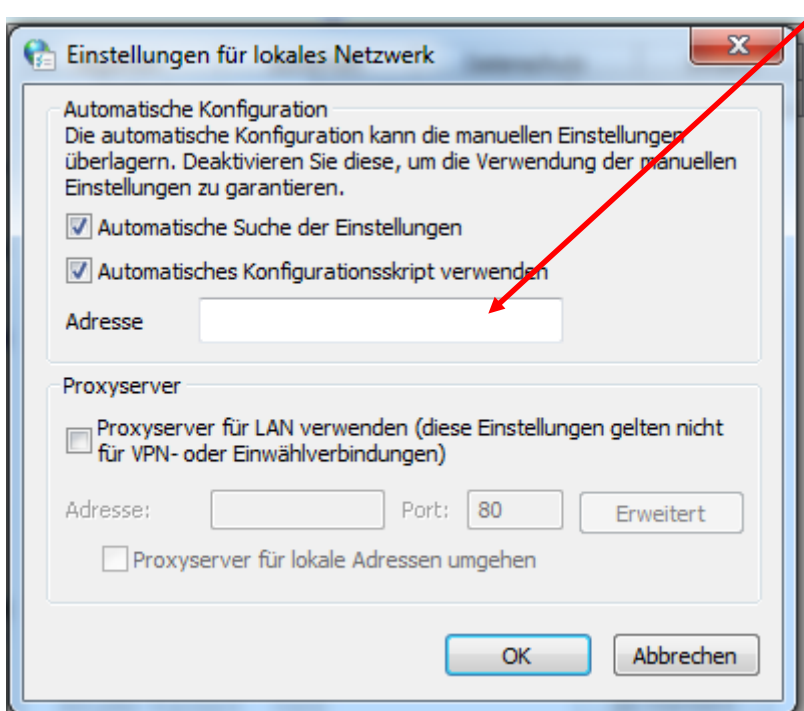 Einstellungen für lokales Netzwerk
Automatische Konfiguration
Die automatische Konfiguration kann die manuellen Einstellungen
überlagern. Deaktivieren Sie diese, um die Verwendung der manuellen
Einstellungen zu garantieren.
Automatische Suche der Einstellungen
Automatisches Konfigurationsskript verwenden
Adresse
Proxyserver
Proxyserver für LAN verwenden (diese Einstellungen gelten nicht
für VPN- oder Einwählverbindungen)
Adresse: Port: 80 Erweitert
Proxyserver für lokale Adressen umgehen
OK Abbrechen